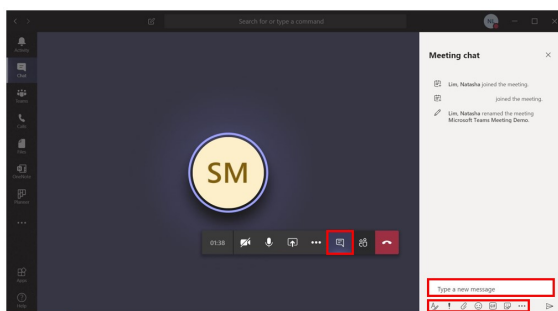 Search for or type a command
NL
Activity
Chat
Teams
Calls
Files
OneNote
Planner
Apps
Help
SM
01:38
Meeting chat
Lim, Natasha joined the meeting.
joined the meeting.
Lim, Natasha renamed the meeting
Microsoft Teams Meeting Demo.
Type a new message